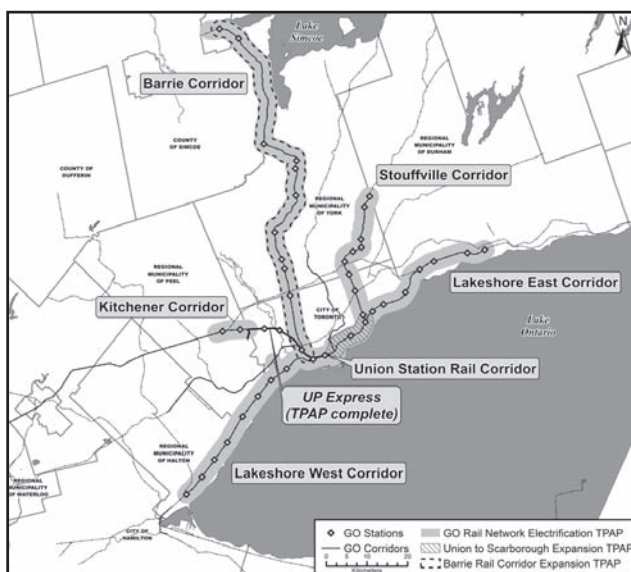 Lake
Simcoe
N
Barrie Corridor
COUNTY
OF SIMCOE
COUNTY OF
DUFFERIN
REGIONAL
MUNICIPALITY
OF DURHAM
Stouffville Corridor
REGIONAL
MUNICIPALITY
OF YORK
REGIONAL
MUNICIPALITY
OF PEEL
Lakeshore East Corridor
Kitchener Corridor
CITY OF
TORONTO
Lake
Ontario
Union Station Rail Corridor
UP Express
(TPAP complete)
REGIONAL
MUNICIPALITY
OF HALTON
Lakeshore West Corridor
REGIONAL
MUNICIPALITY
OF WATERLOO
CITY OF
HAMILTON
GO Stations
GO Rail Network Electrification TPAP
GO Corridors
Union to Scarborough Expansion TPAP
0 5 10 20
Kilometers
Barrie Rail Corridor Expansion TPAP